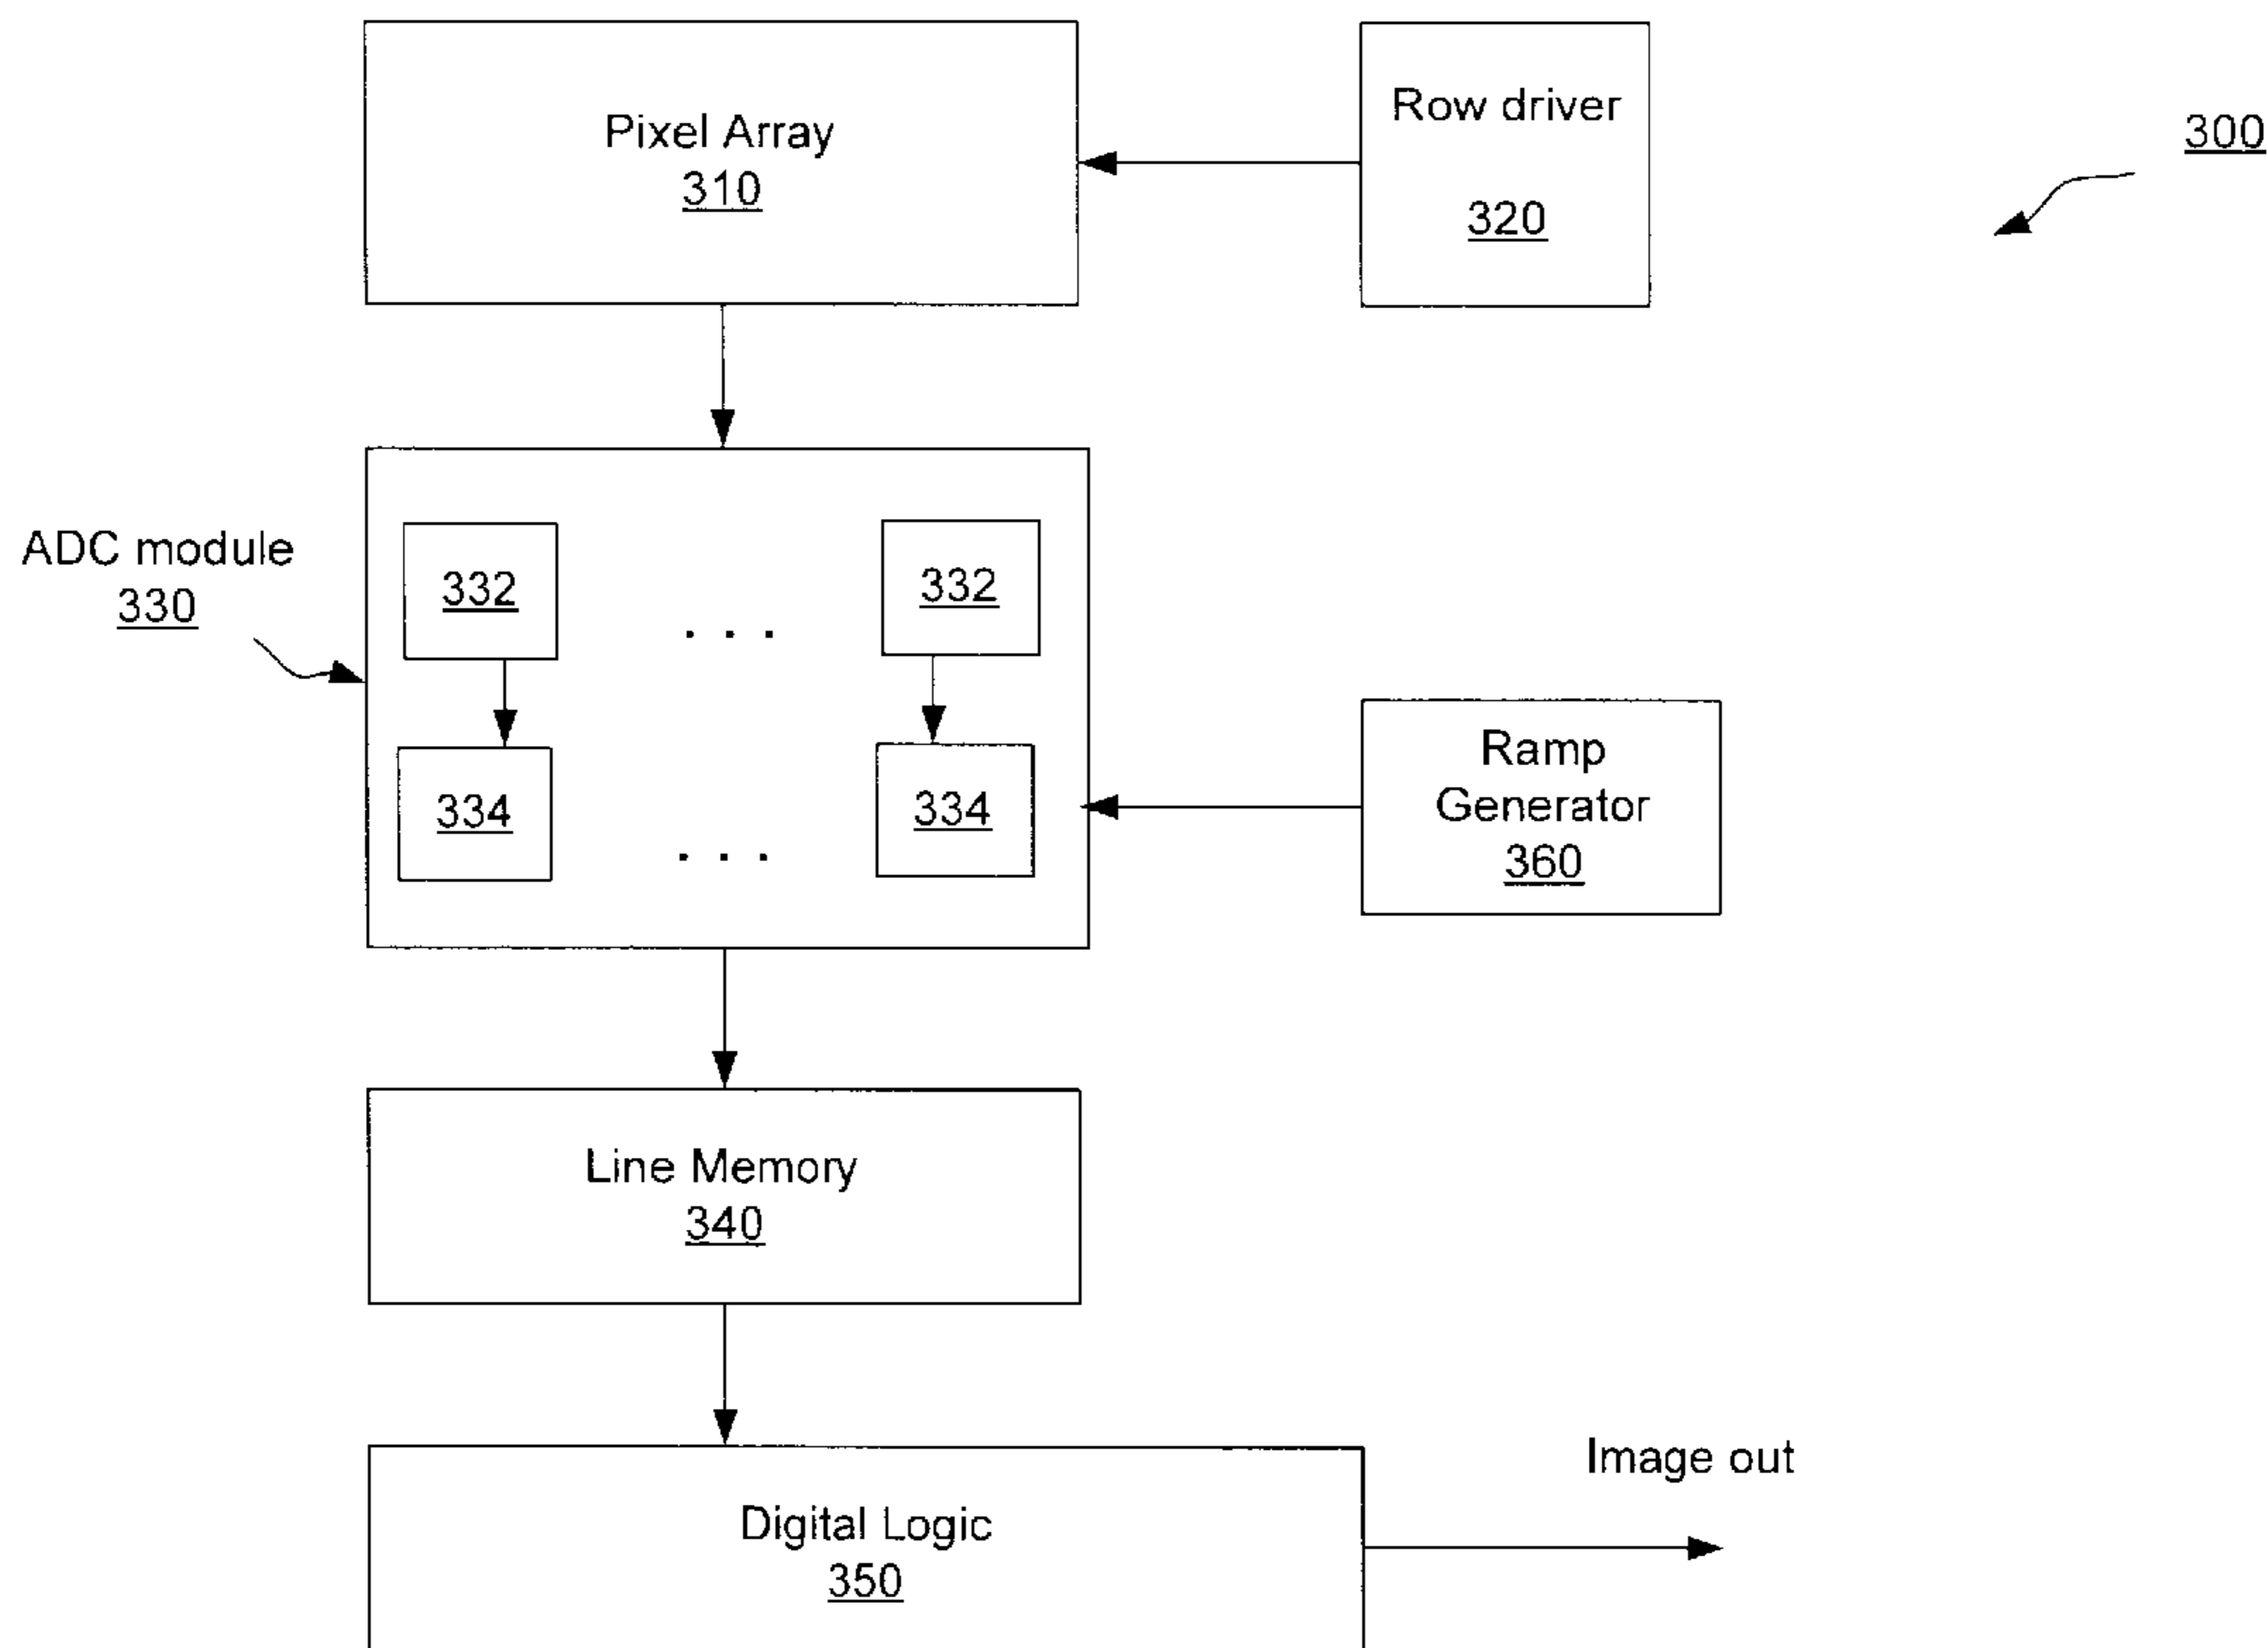 Pixel Array
310
Row driver
320
300
ADC module
330
332
. . .
332
334
. . .
334
Ramp
Generator
360
Line Memory
340
Digital Logic
350
Image out